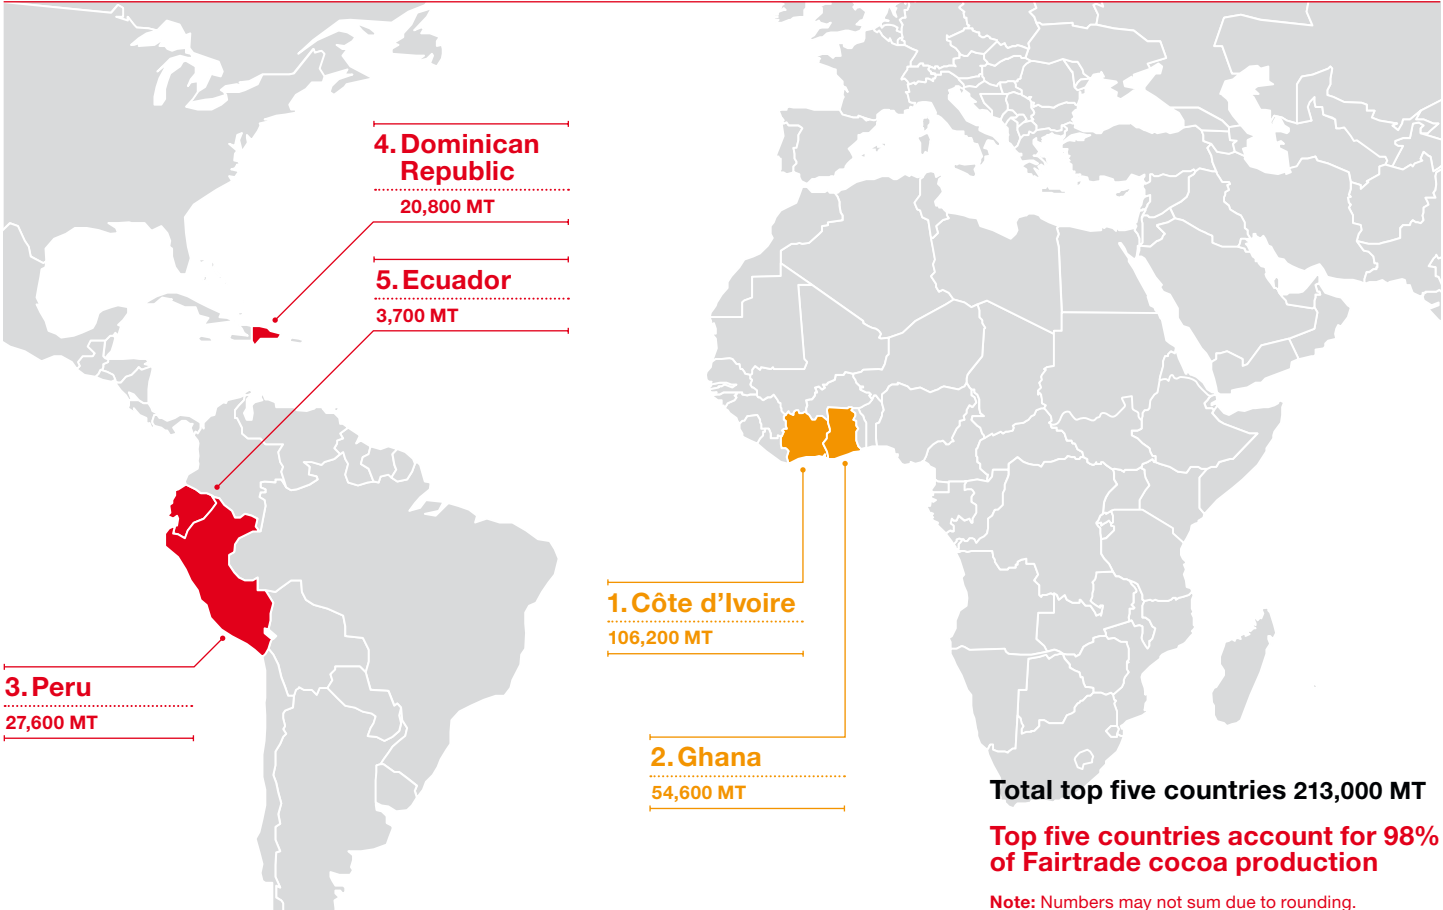 4. Dominican
Republic
20,800 MT
5. Ecuador
3,700 MT
1. Côte d’Ivoire
106,200 MT
3. Peru
27,600 MT
2. Ghana
54,600 MT
Total top five countries 213,000 MT
Top five countries account for 98%
of Fairtrade cocoa production
Note: Numbers may not sum due to rounding.